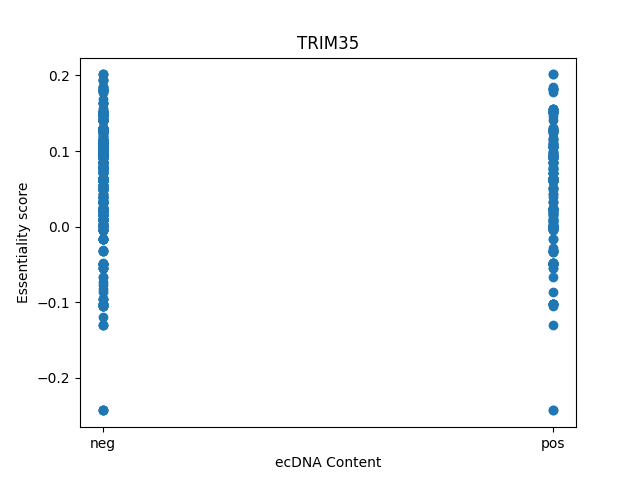 TRIM35
0.2
0.1
0.0
−0.1
−0.2
Essentiality score
neg
pos
ecDNA Content